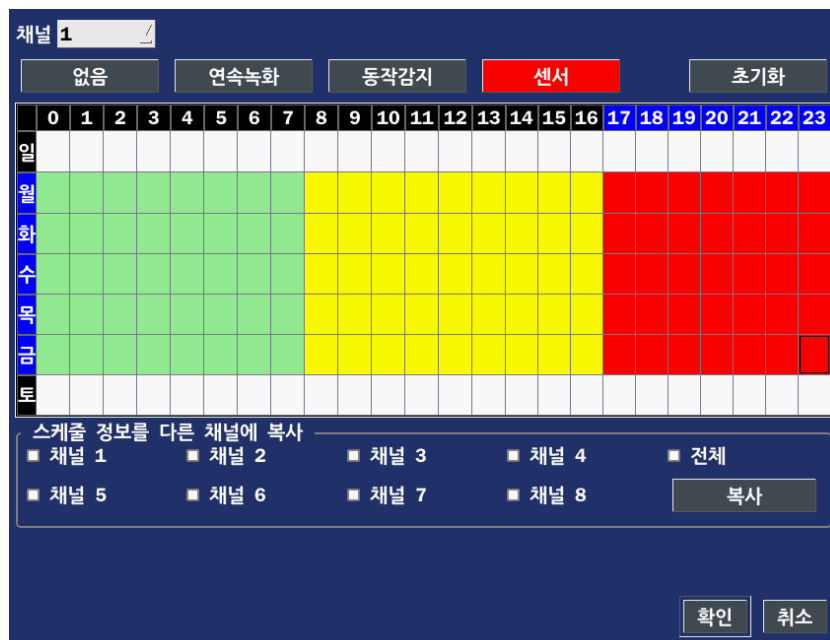 채널 1
없음 연속녹화 동작감지 센서 초기화
0 1 2 3 4 5 6 7 8 9 10 11 12 13 14 15 16 17 18 19 20 21 22 23
일
월
화
수
목
금
토
스케줄 정보를 다른 채널에 복사
채널 1 채널 2 채널 3 채널 4 전체
채널 5 채널 6 채널 7 채널 8 복사
확인 취소